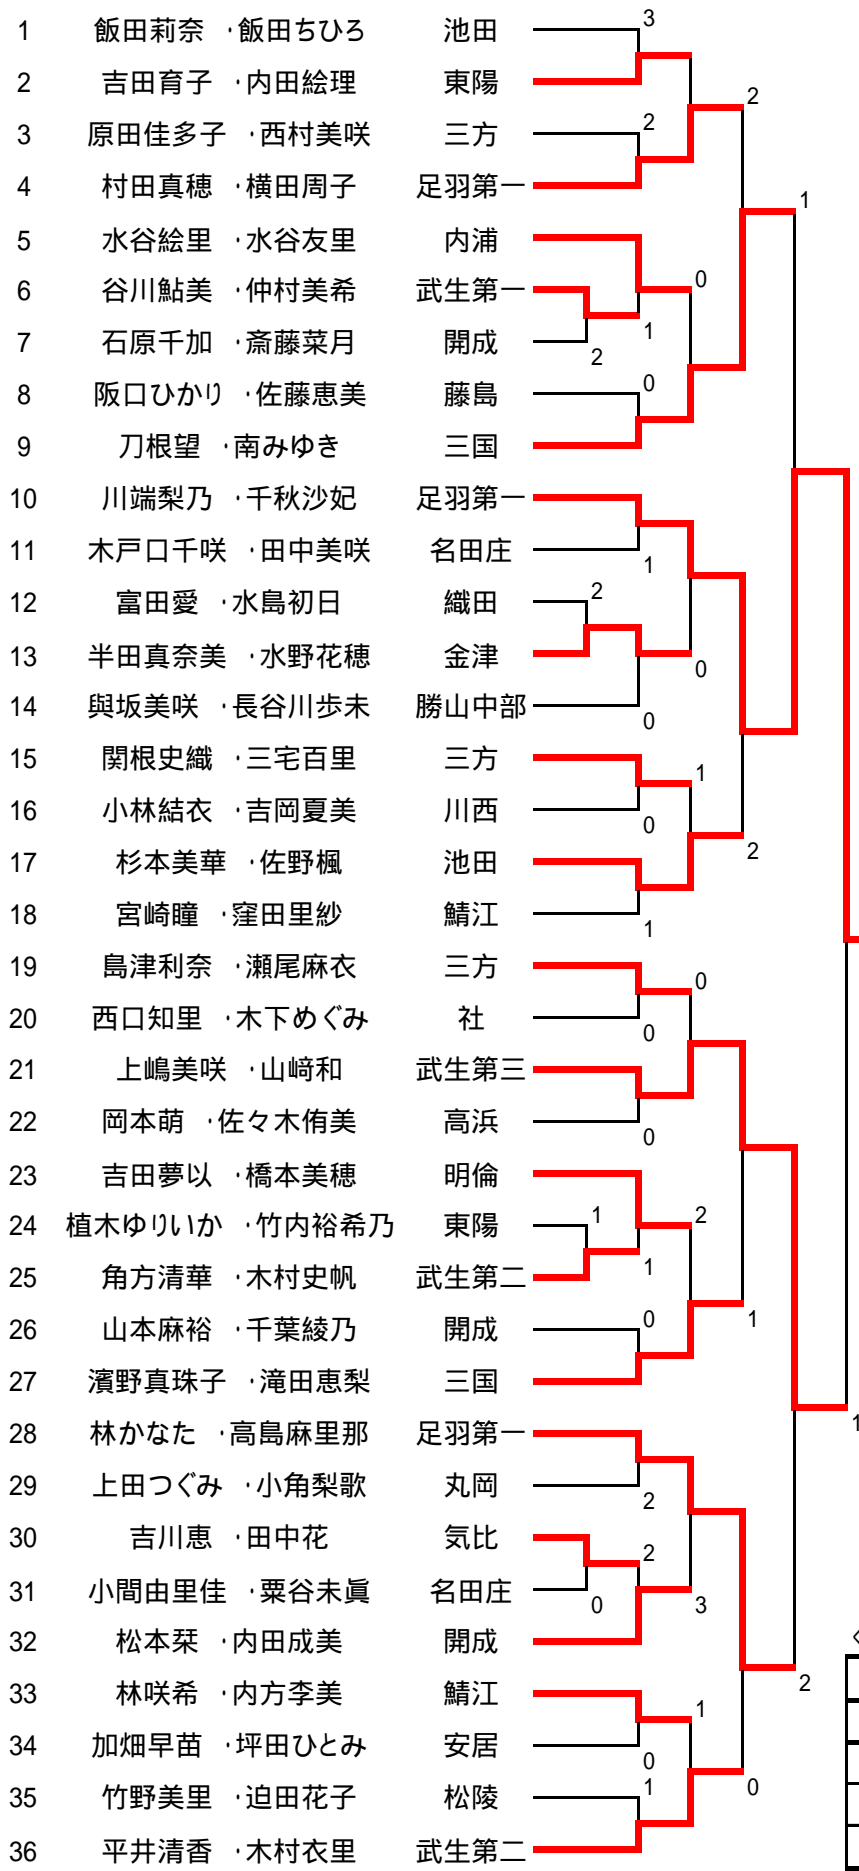 1 飯田莉奈 ・飯田ちひろ 池田 3
2 吉田育子 ・内田絵理 東陽 2
3 原田佳多子 ・西村美咲 三方 2
4 村田真穂 ・横田周子 足羽第一 1
5 水谷絵里 ・水谷友里 内浦 0
6 谷川鮎美 ・仲村美希 武生第一 1
7 石原千加 ・斎藤菜月 開成 2
8 阪口ひかり ・佐藤恵美 藤島 0
9 刀根望 ・南みゆき 三国
10 川端梨乃 ・千秋沙妃 足羽第一
11 木戸口千咲 ・田中美咲 名田庄 1
12 富田愛 ・水島初日 織田 2
13 半田真奈美 ・水野花穂 金津 0
14 與坂美咲 ・長谷川歩未 勝山中部 0
15 関根史織 ・三宅百里 三方 1
16 小林結衣 ・吉岡夏美 川西 0
17 杉本美華 ・佐野楓 池田 2
18 宮崎瞳 ・窪田里紗 鯖江 1
19 島津利奈 ・瀬尾麻衣 三方 0
20 西口知里 ・木下めぐみ 社 0
21 上嶋美咲 ・山﨑和 武生第三
22 岡本萌 ・佐々木侑美 高浜 0
23 吉田夢以 ・橋本美穂 明倫
24 植木ゆりいか ・竹内裕希乃 東陽 1 2
25 角方清華 ・木村史帆 武生第二 1
26 山本麻裕 ・千葉綾乃 開成 0 1
27 濱野真珠子 ・滝田恵梨 三国
28 林かなた ・高島麻里那 足羽第一 1
29 上田つぐみ ・小角梨歌 丸岡 2
30 吉川恵 ・田中花 気比 2
31 小間由里佳 ・粟谷未眞 名田庄 0 3
32 松本栞 ・内田成美 開成
33 林咲希 ・内方李美 鯖江 1 2
34 加畑早苗 ・坪田ひとみ 安居 0
35 竹野美里 ・迫田花子 松陵 1 0
36 平井清香 ・木村衣里 武生第二